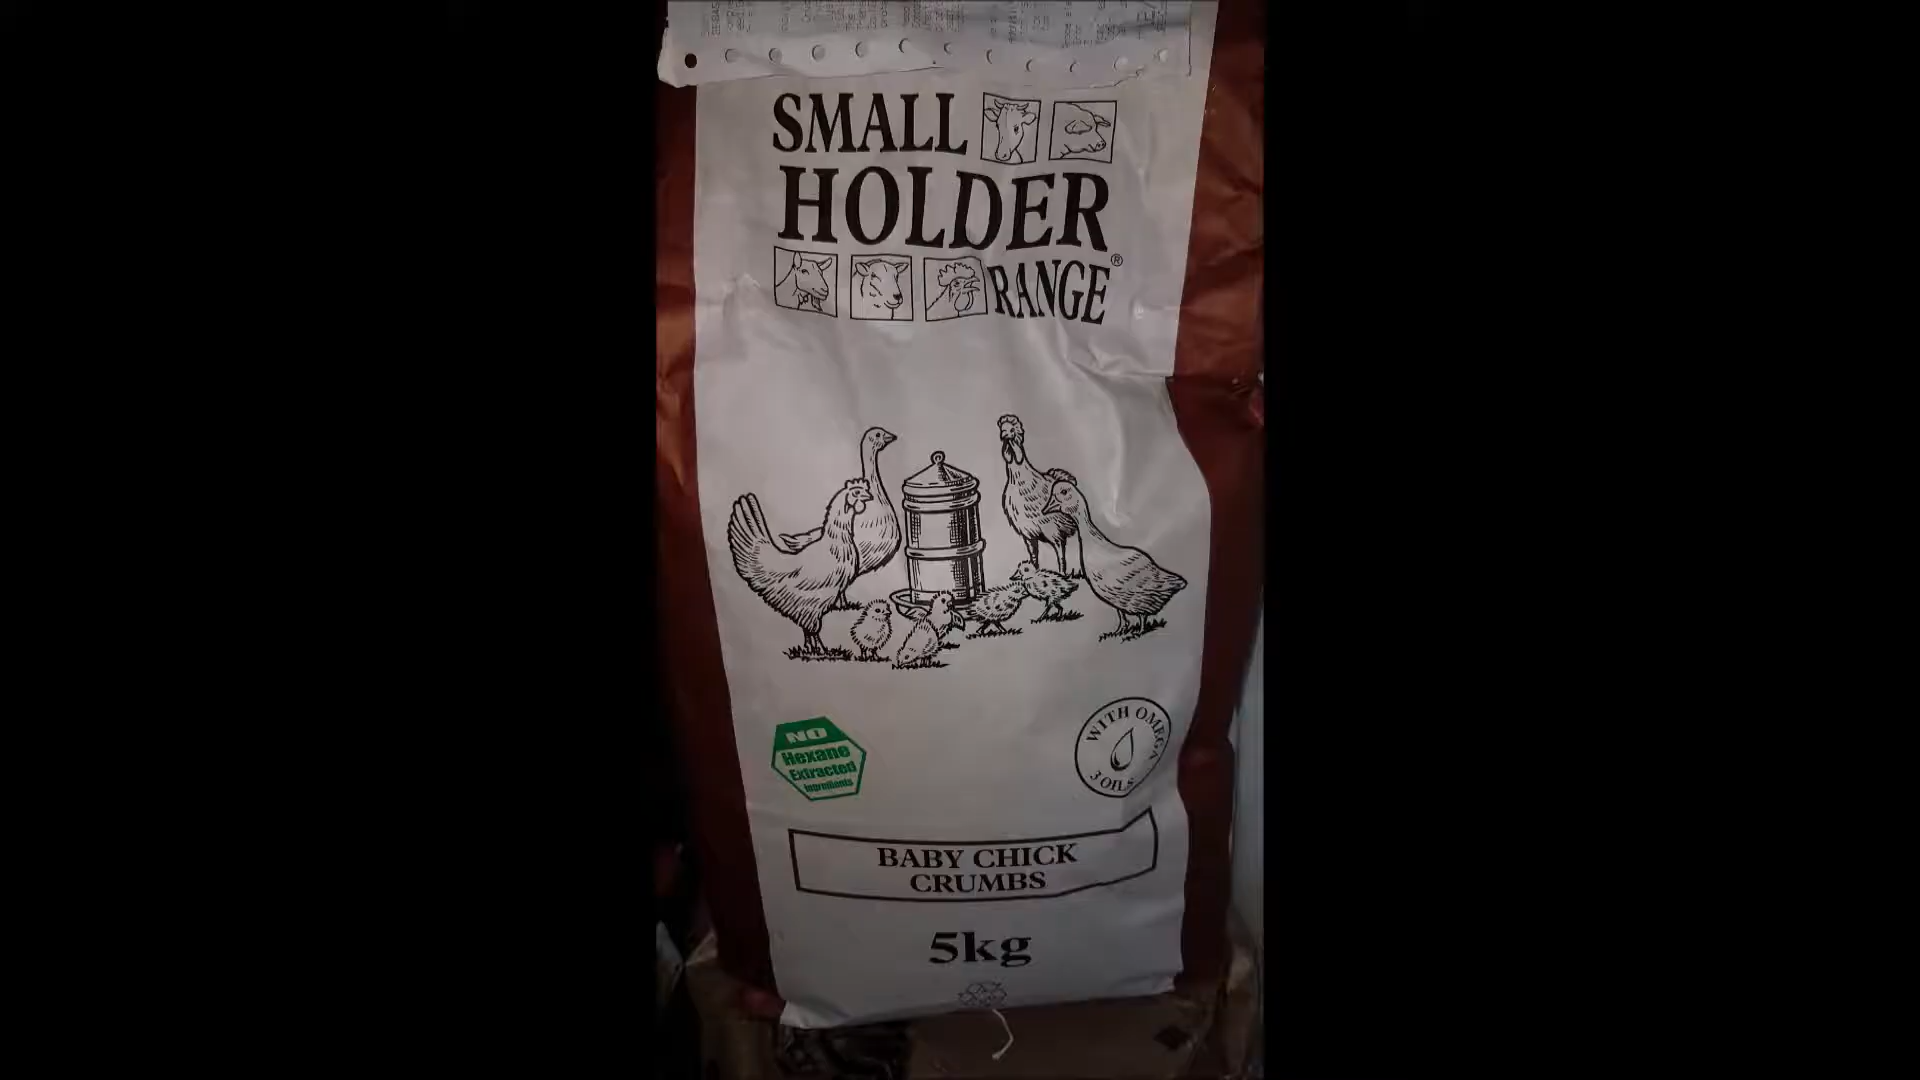 SMALL
HOLDER
RANGE®
NO
Hexane
Extracted
Ingredients
WITH OMEGA
3 OILS
BABY CHICK
CRUMBS
5kg